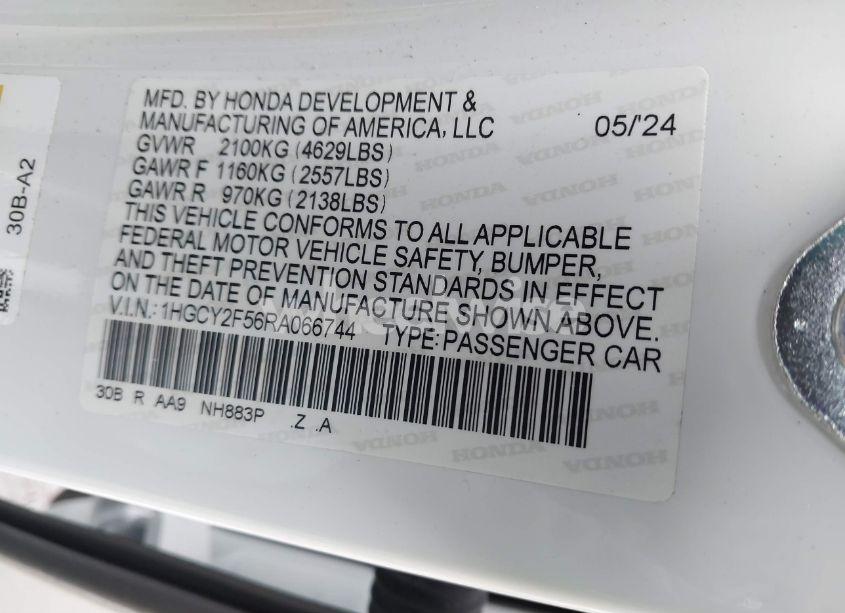 MFD. BY HONDA DEVELOPMENT &
MANUFACTURING OF AMERICA, LLC 05/'24
GVWR 2100KG (4629LBS)
GAWR F 1160KG (2557LBS)
GAWR R 970KG (2138LBS)
THIS VEHICLE CONFORMS TO ALL APPLICABLE
FEDERAL MOTOR VEHICLE SAFETY, BUMPER,
AND THEFT PREVENTION STANDARDS IN EFFECT
ON THE DATE OF MANUFACTURE SHOWN ABOVE.
V.I.N.: 1HGCY2F56RA066744 TYPE: PASSENGER CAR
30B R AA9 NH883P .Z .A
30B-A2